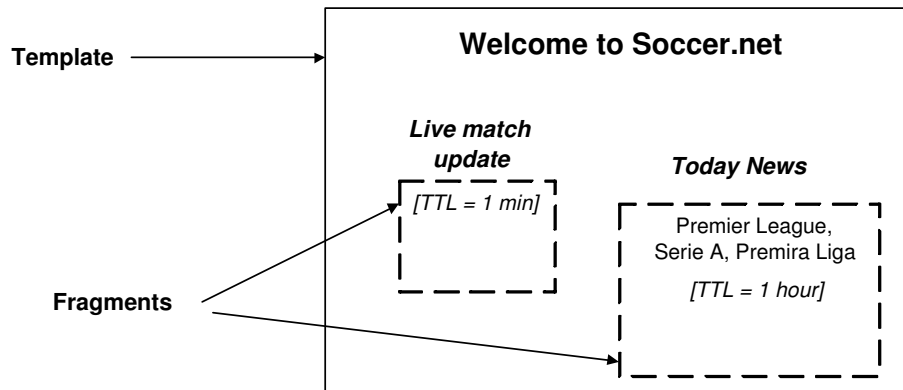 Welcome to Soccer.net
Template
Live match
update
[TTL = 1 min]
Today News
Premier League,
Serie A, Premira Liga
[TTL = 1 hour]
Fragments